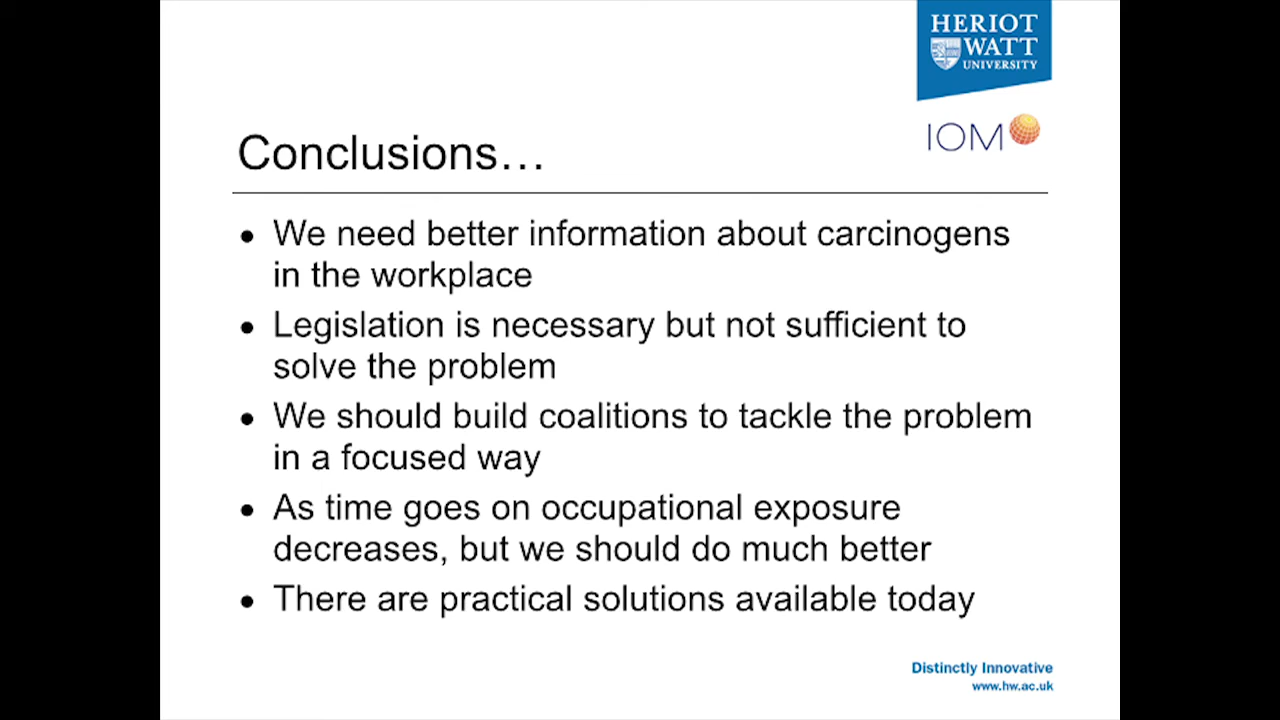 HERIOT
WATT
UNIVERSITY
IOM
Conclusions…
• We need better information about carcinogens
in the workplace
• Legislation is necessary but not sufficient to
solve the problem
• We should build coalitions to tackle the problem
in a focused way
• As time goes on occupational exposure
decreases, but we should do much better
• There are practical solutions available today
Distinctly Innovative
www.hw.ac.uk